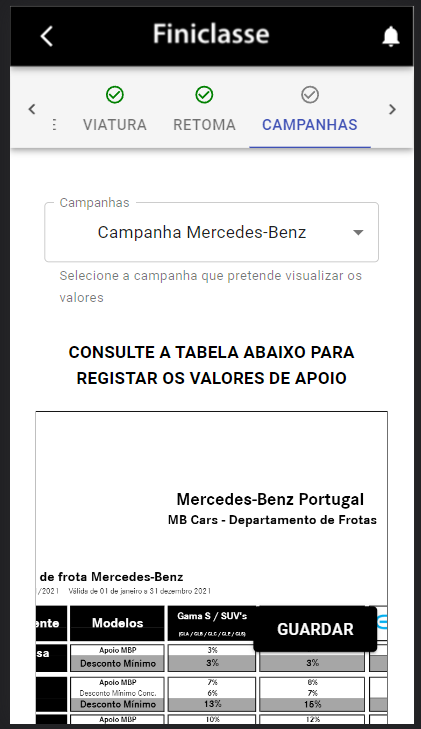 Finiclasse
VIATURA RETOMA CAMPANHAS
Campanhas
Campanha Mercedes-Benz
Selecione a campanha que pretende visualizar os
valores
CONSULTE A TABELA ABAIXO PARA
REGISTAR OS VALORES DE APOIO
Mercedes-Benz Portugal
MB Cars - Departamento de Frotas
de frota Mercedes-Benz
/2021 Válida de 01 de janeiro a 31 dezembro 2021
ente Modelos Gama S / SUV's
(GLA / GLB / GLC / GLE / GLS)
GUARDAR
sa Apoio MBP 3%
Desconto Mínimo 3% 3%
Apoio MBP 7% 8%
Desconto Mínimo Conc. 6% 7%
Desconto Mínimo 13% 15%
Apoio MBP 10% 12%